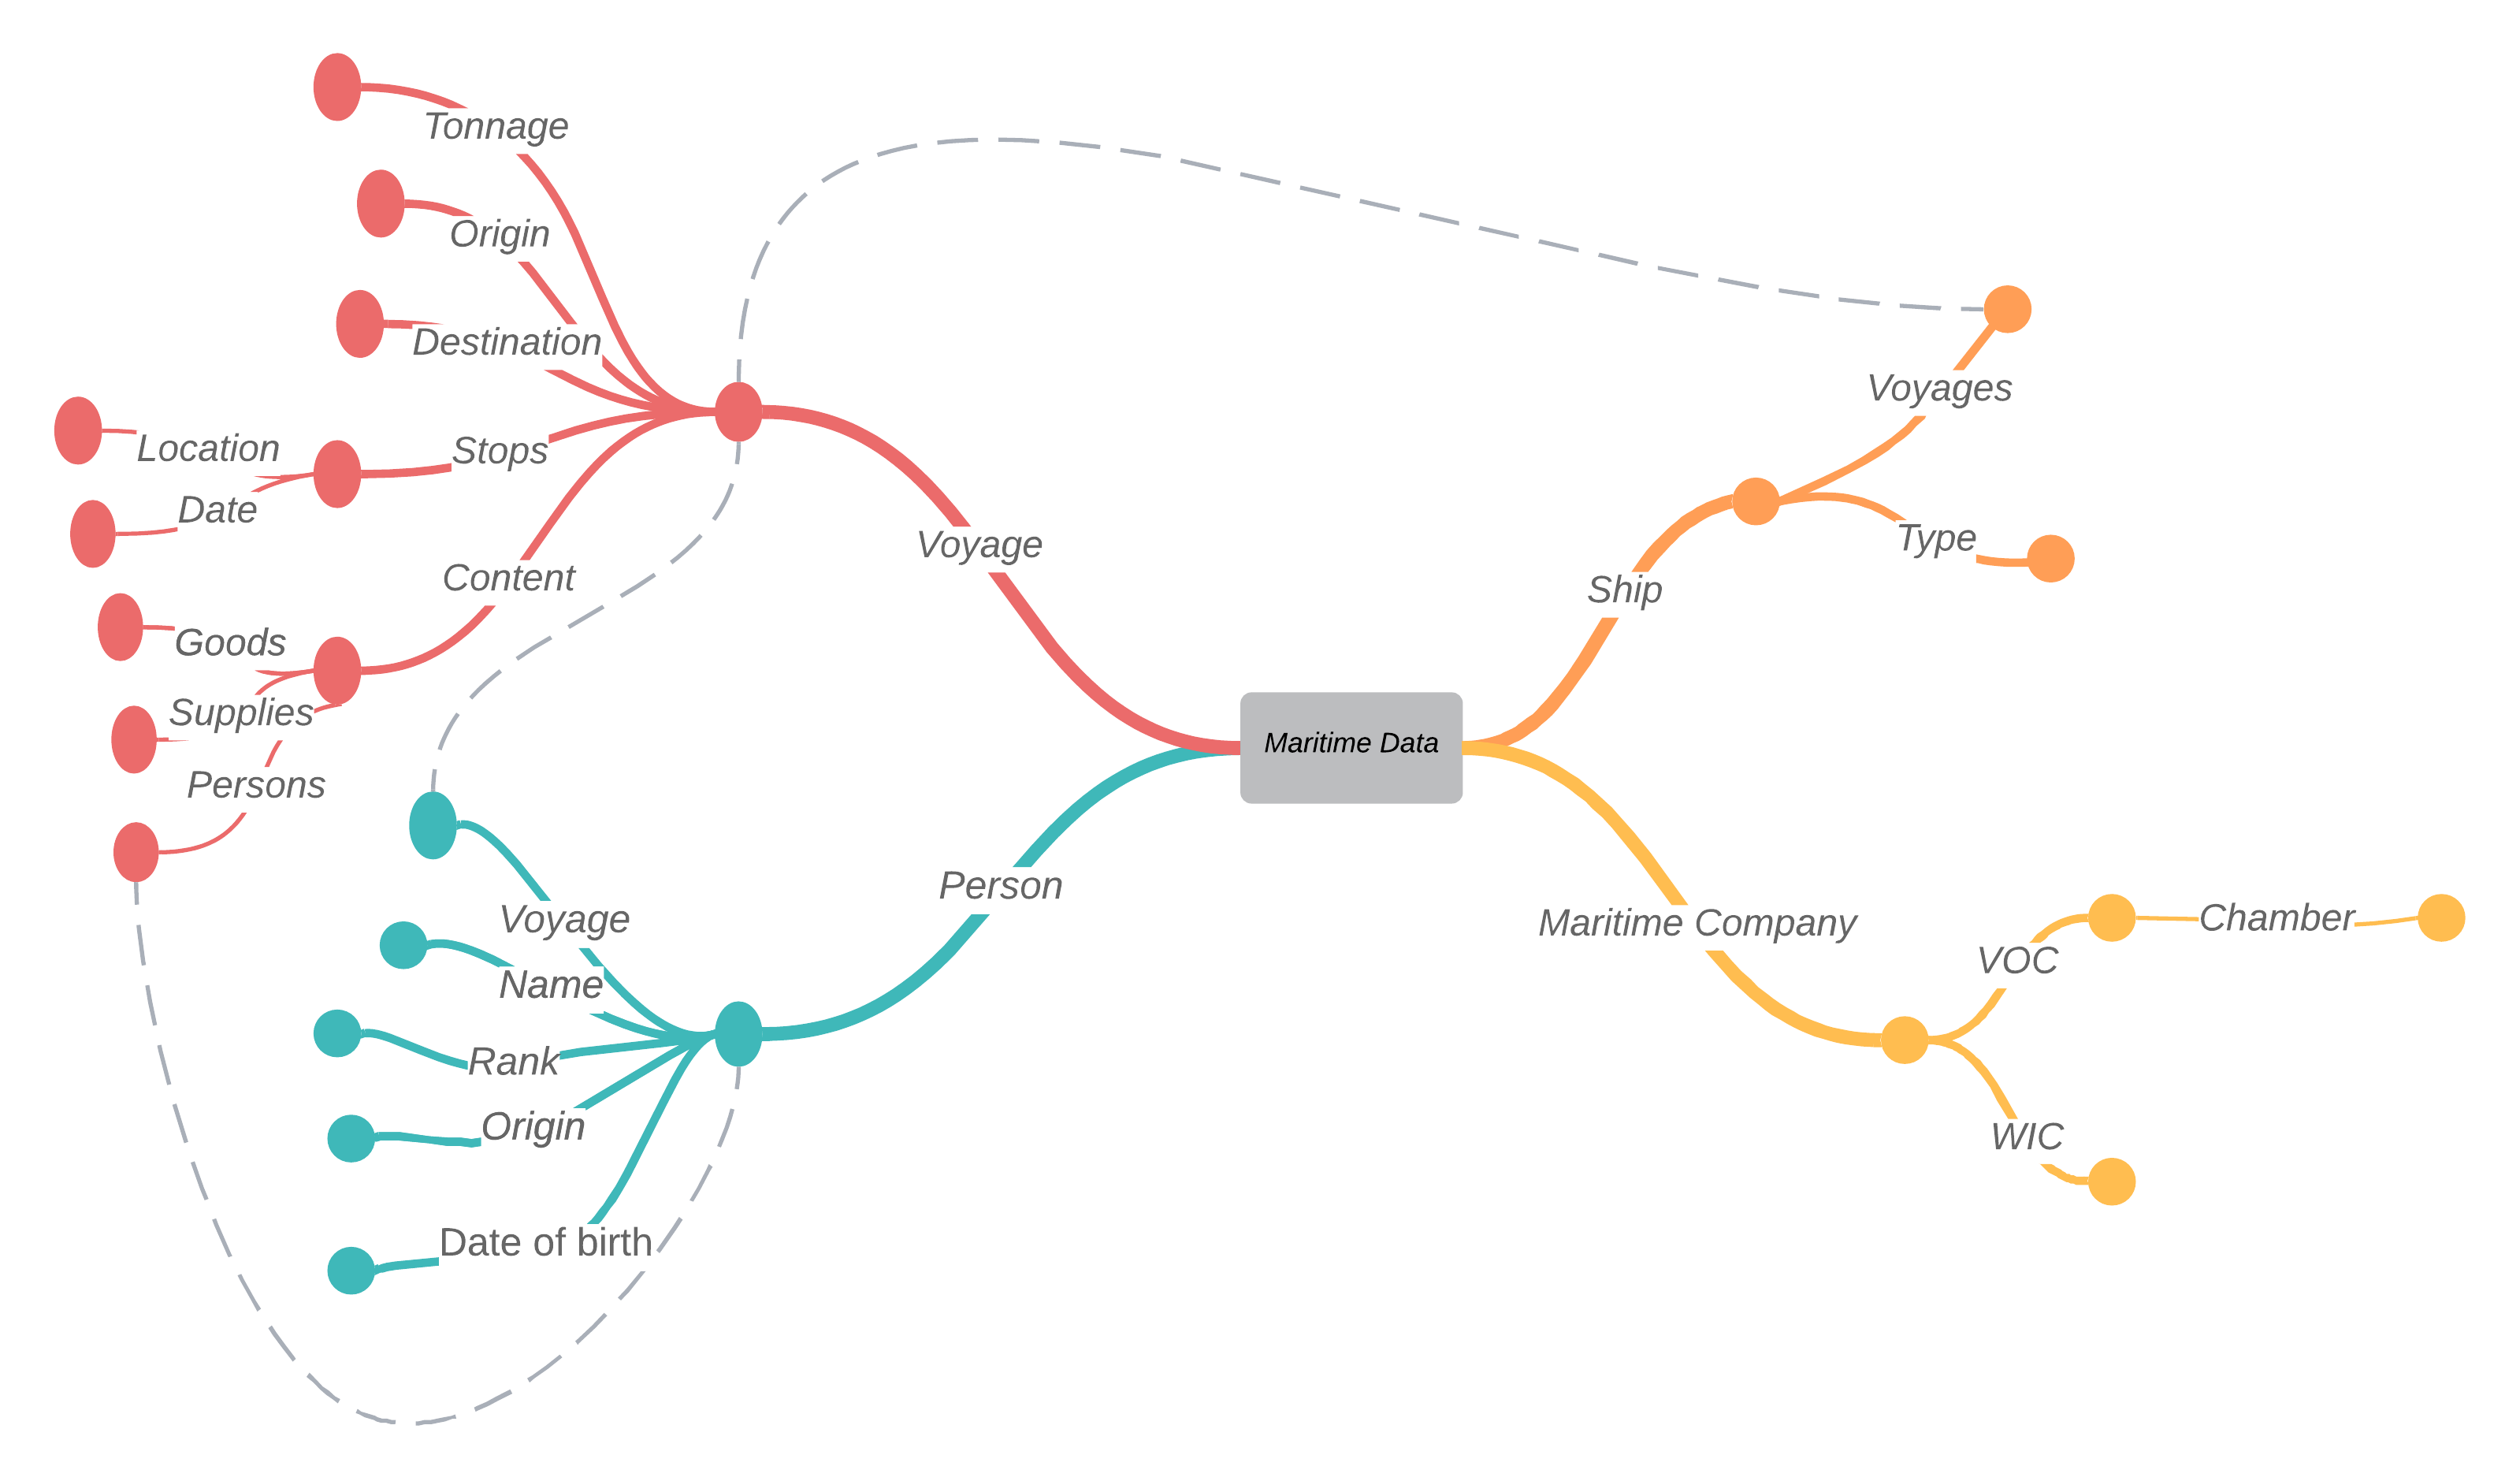 Tonnage
Origin
Destination
Stops
Location
Date
Content
Goods
Supplies
Persons
Voyage
Voyages
Type
Ship
Maritime Data
Person
Voyage
Name
Rank
Origin
Date of birth
Maritime Company
VOC
Chamber
WIC